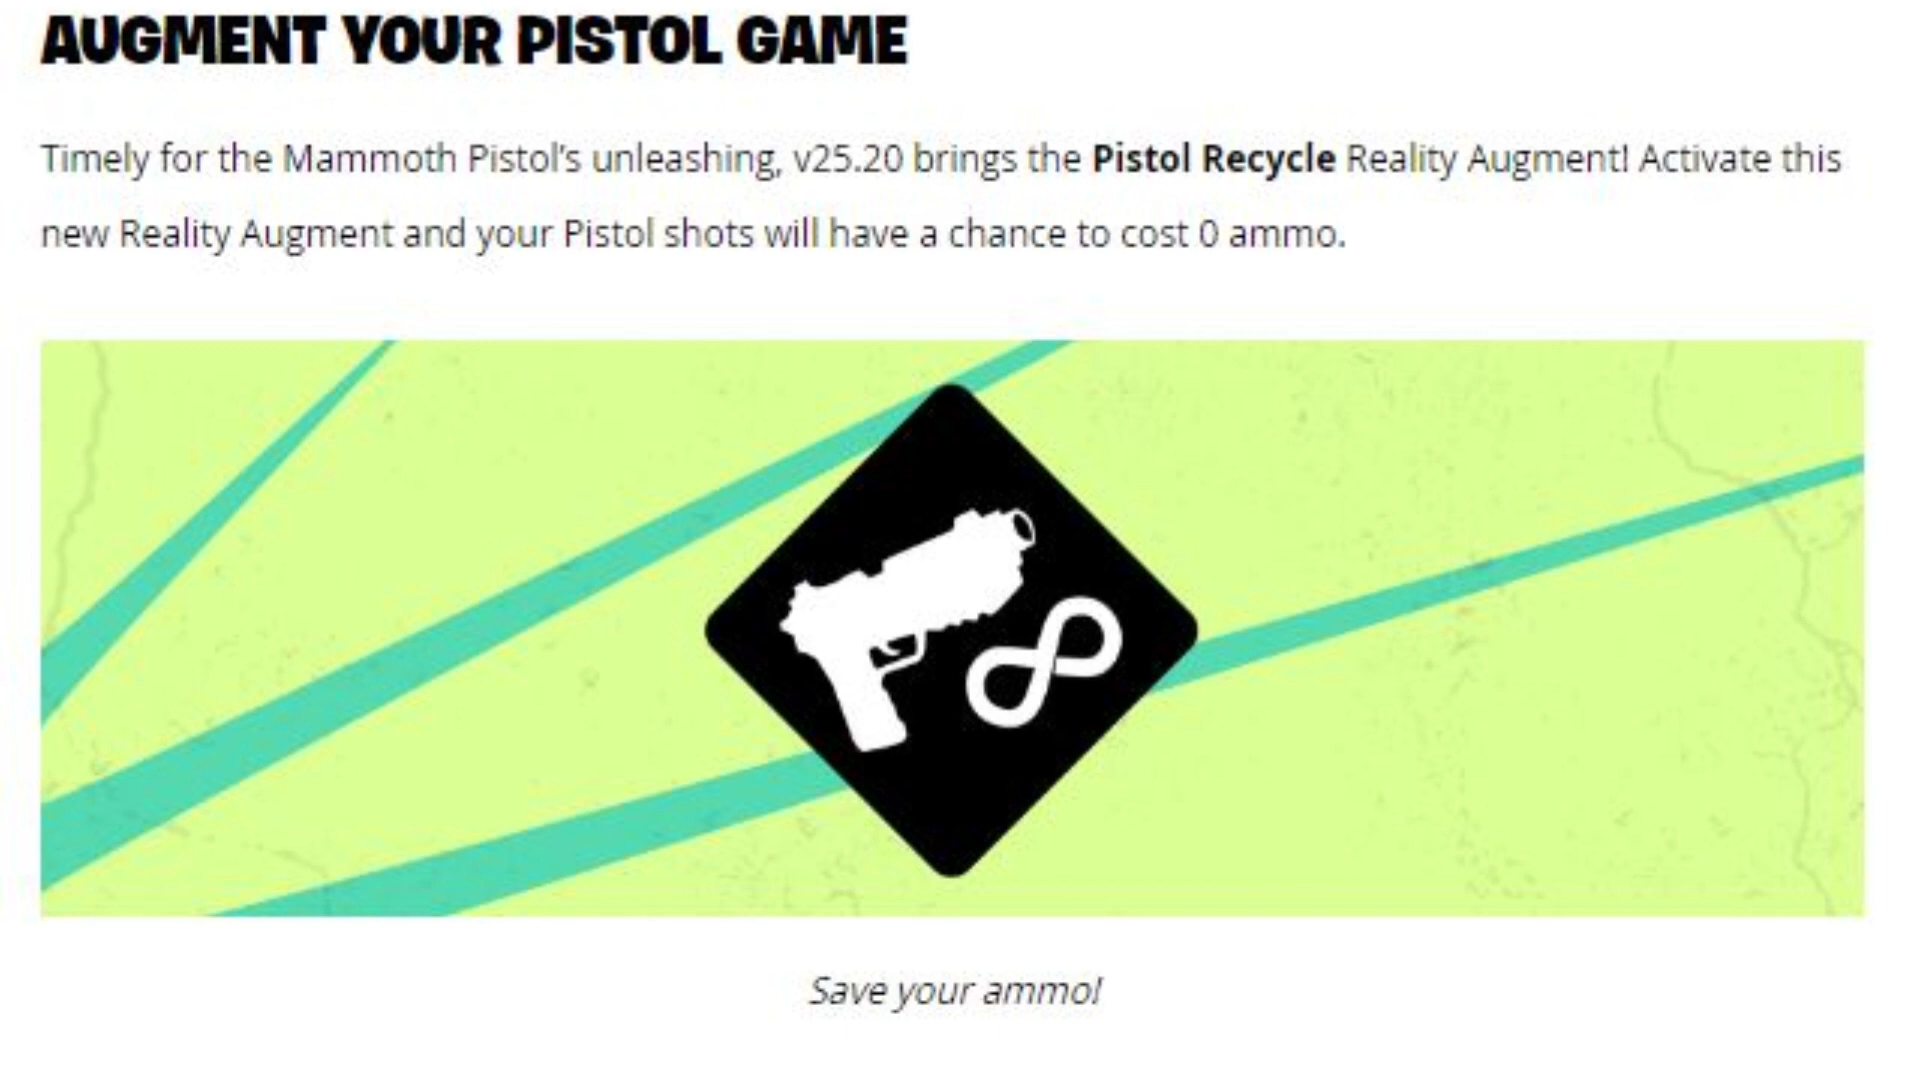 AUGMENT YOUR PISTOL GAME
Timely for the Mammoth Pistol's unleashing, v25.20 brings the Pistol Recycle Reality Augment! Activate this
new Reality Augment and your Pistol shots will have a chance to cost 0 ammo.
Save your ammo!